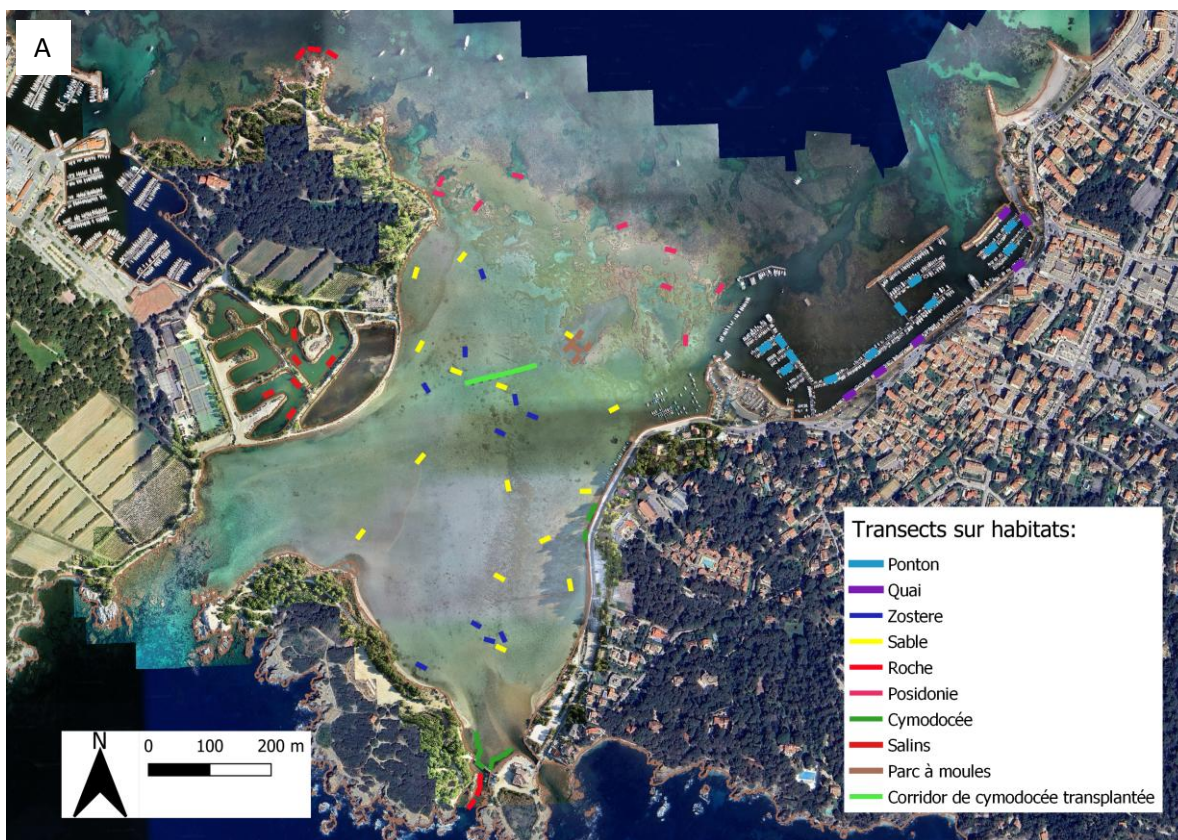 A
Transects sur habitats:
Ponton
Quai
Zostere
Sable
Roche
Posidonie
Cymodocée
Salins
Parc à moules
Corridor de cymodocée transplantée
N
0 100 200 m